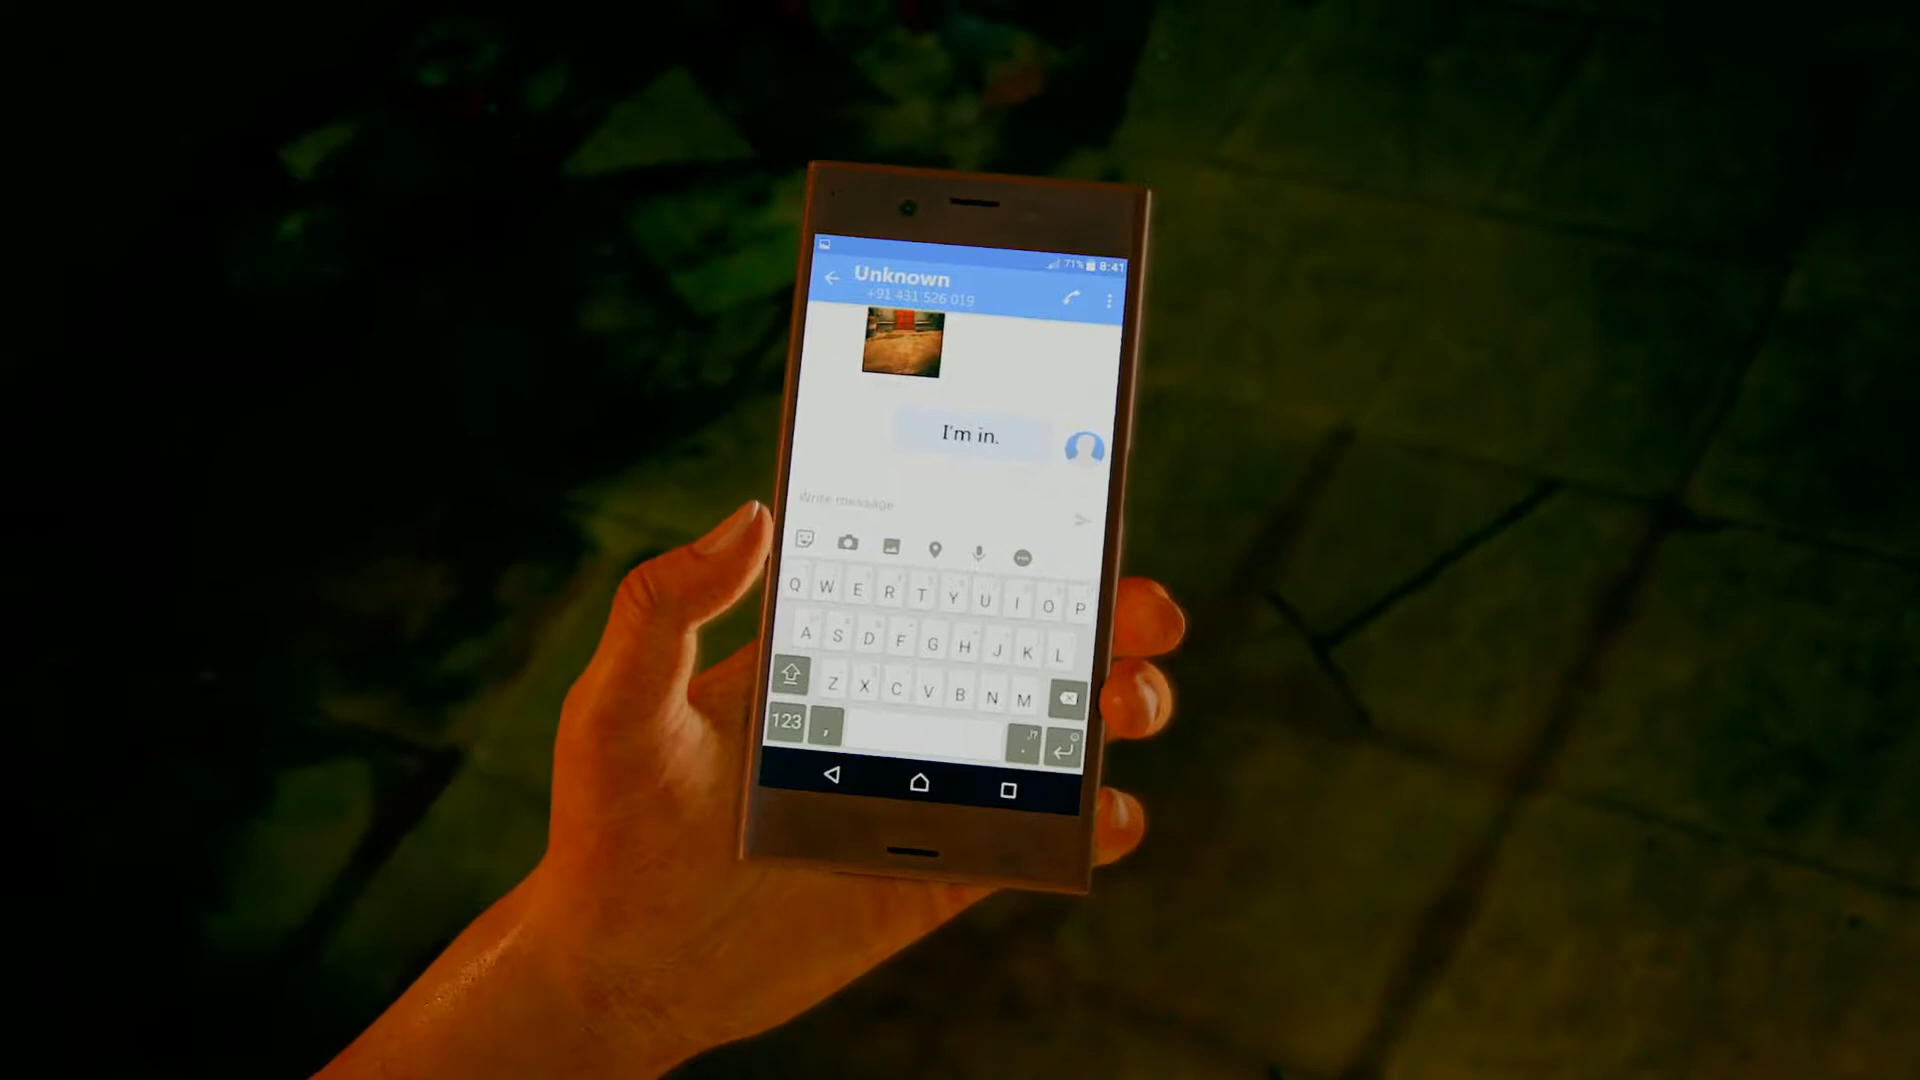 71% 8:41
Unknown
+91 431 526 019
I'm in.
Write message
Q W E R T Y U I O P
A S D F G H J K L
Z X C V B N M
123 , . ,!?